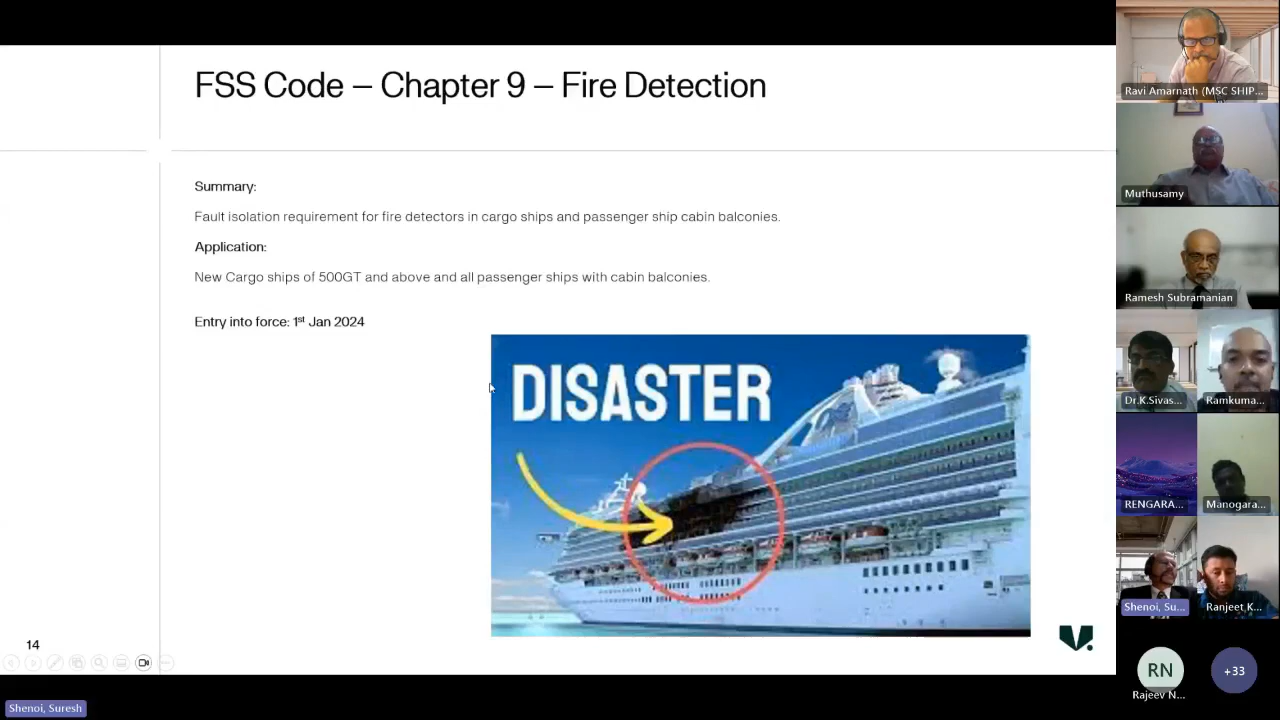 FSS Code – Chapter 9 – Fire Detection
Summary:
Fault isolation requirement for fire detectors in cargo ships and passenger ship cabin balconies.
Application:
New Cargo ships of 500GT and above and all passenger ships with cabin balconies.
Entry into force: 1st Jan 2024
DISASTER
14
Shenoi, Suresh
Ravi Amarnath (MSC SHIP...
Muthusamy
Ramesh Subramanian
Dr.K.Sivas...
Ramkuma...
RENGARA...
Manogara...
Shenoi, Su...
Ranjeet K...
RN
Rajeev N...
+33